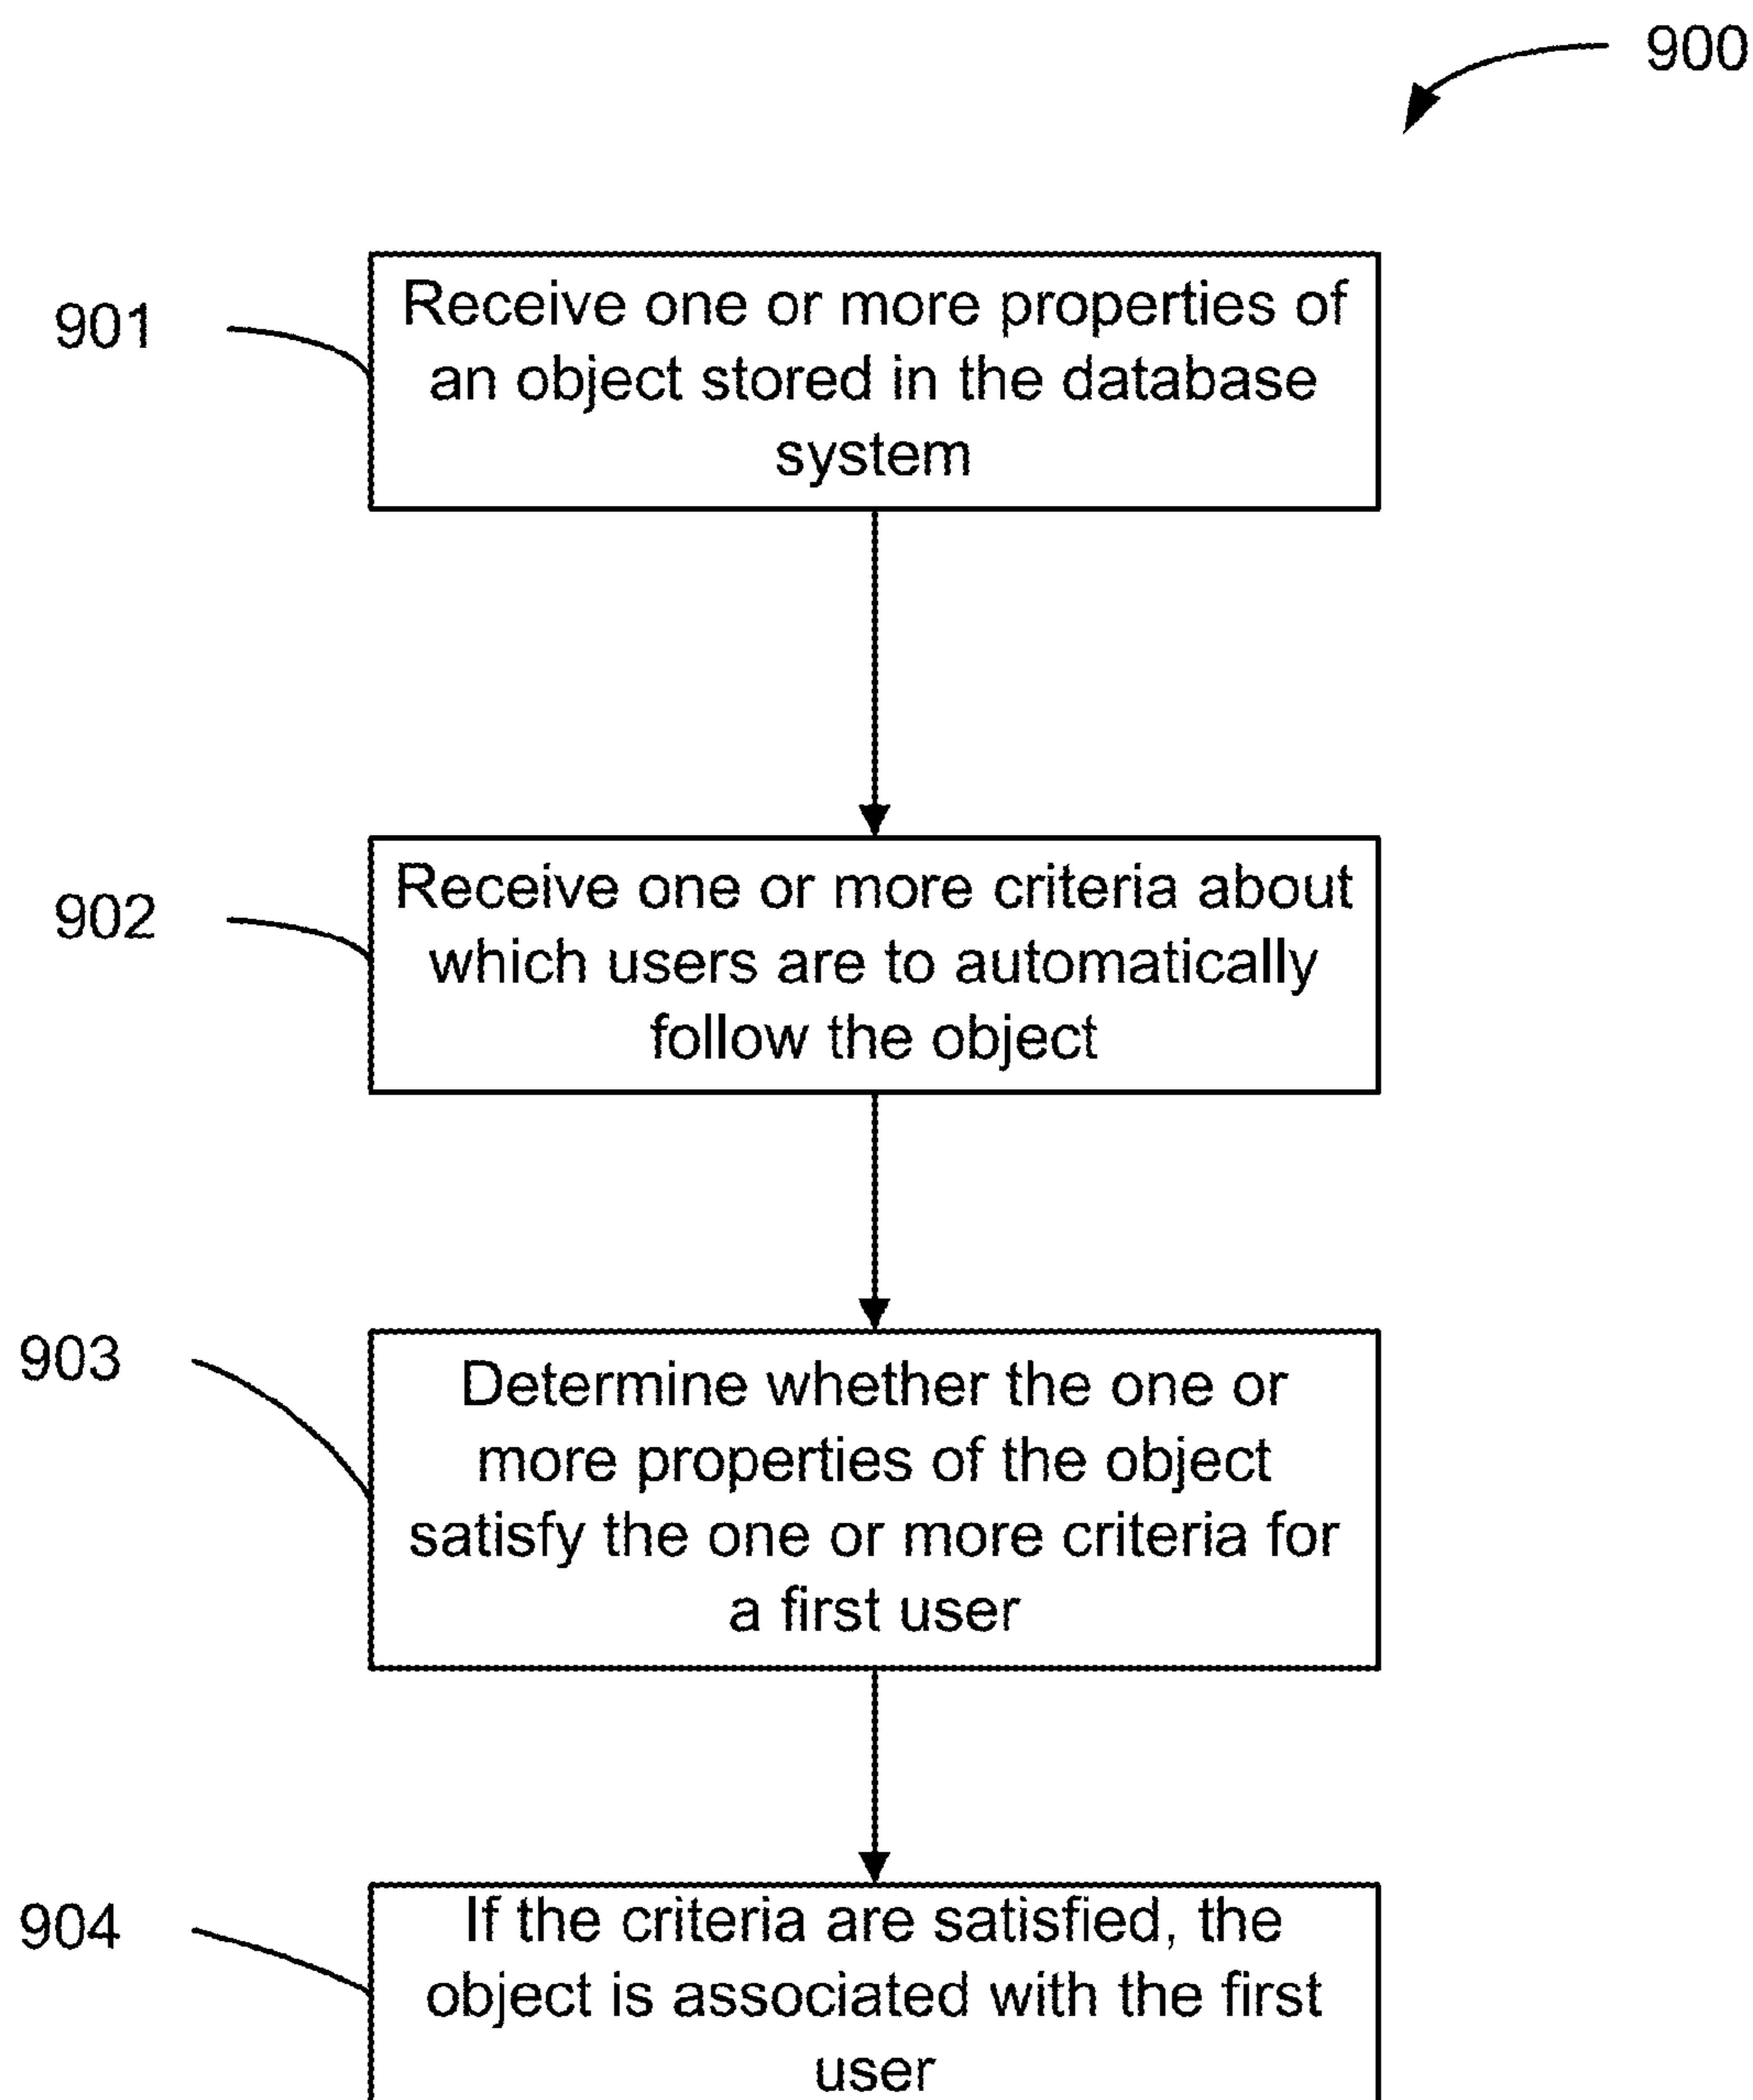 900
901
Receive one or more properties of
an object stored in the database
system
902
Receive one or more criteria about
which users are to automatically
follow the object
903
Determine whether the one or
more properties of the object
satisfy the one or more criteria for
a first user
904
If the criteria are satisfied, the
object is associated with the first
user